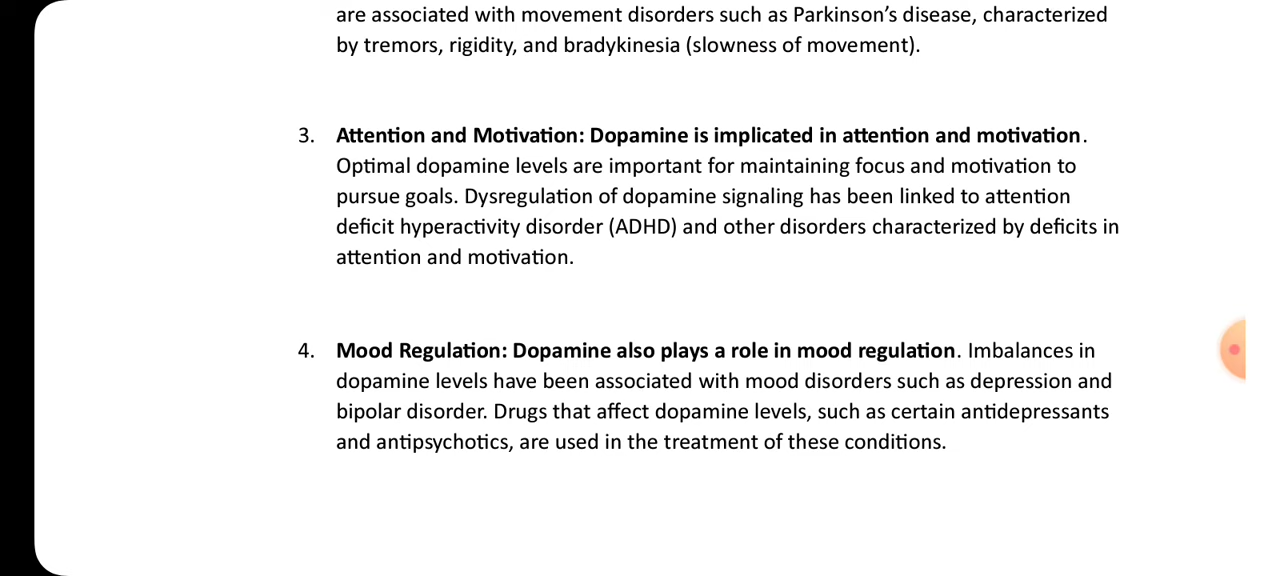 are associated with movement disorders such as Parkinson’s disease, characterized
by tremors, rigidity, and bradykinesia (slowness of movement).
3. Attention and Motivation: Dopamine is implicated in attention and motivation.
Optimal dopamine levels are important for maintaining focus and motivation to
pursue goals. Dysregulation of dopamine signaling has been linked to attention
deficit hyperactivity disorder (ADHD) and other disorders characterized by deficits in
attention and motivation.
4. Mood Regulation: Dopamine also plays a role in mood regulation. Imbalances in
dopamine levels have been associated with mood disorders such as depression and
bipolar disorder. Drugs that affect dopamine levels, such as certain antidepressants
and antipsychotics, are used in the treatment of these conditions.